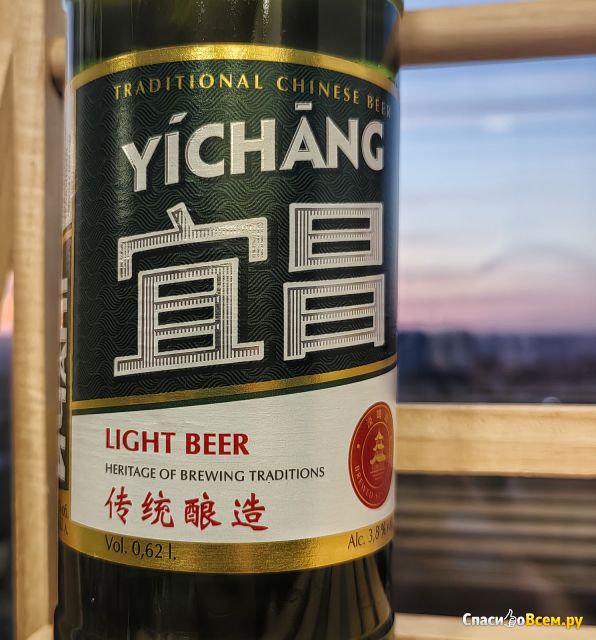 TRADITIONAL CHINESE BEER
YÍCHĀNG
宜昌
LIGHT BEER
HERITAGE OF BREWING TRADITIONS
传统酿造
Vol. 0,62 l.
Alc. 3,8%
СпасибоВсем.ру